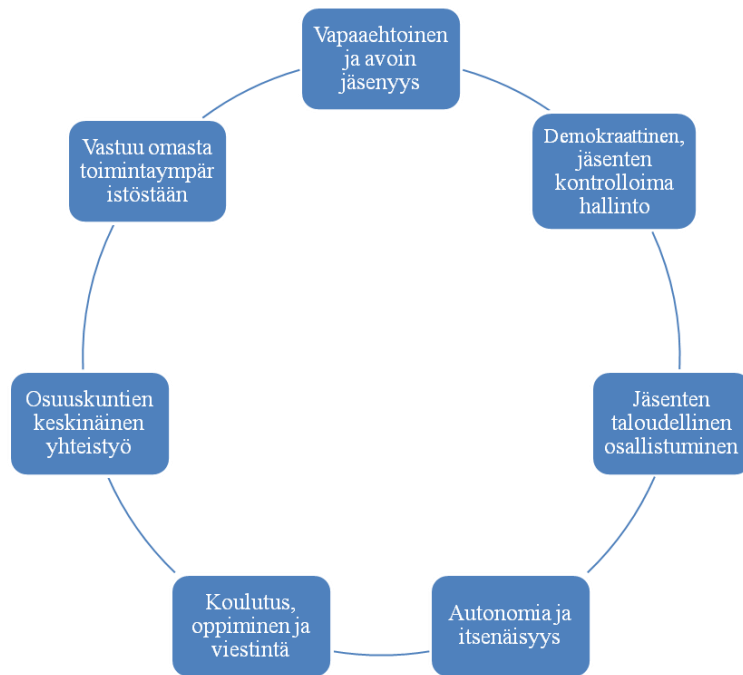 Vapaaehtoinen
ja avoin
jäsenyys
Demokraattinen,
jäsenten
kontrolloima
hallinto
Jäsenten
taloudellinen
osallistuminen
Autonomia ja
itsenäisyys
Koulutus,
oppiminen ja
viestintä
Osuuskuntien
keskinäinen
yhteistyö
Vastuu omasta
toimintaympär
istöstään